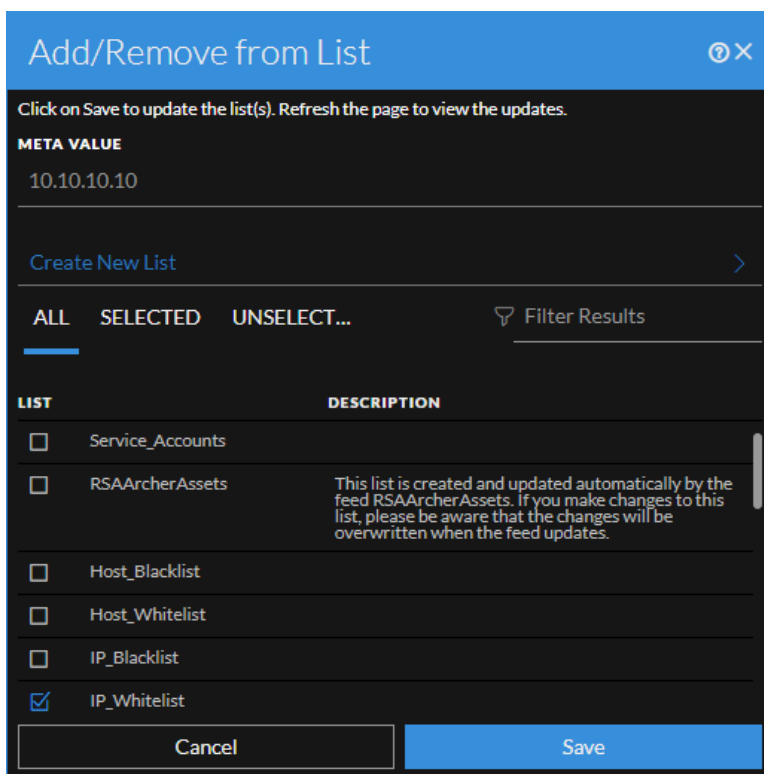 Add/Remove from List
Click on Save to update the list(s). Refresh the page to view the updates.
META VALUE
10.10.10.10
Create New List
ALL SELECTED UNSELECT... Filter Results
LIST DESCRIPTION
Service_Accounts
RSAArcherAssets This list is created and updated automatically by the
feed RSAArcherAssets. If you make changes to this
list, please be aware that the changes will be
overwritten when the feed updates.
Host_Blacklist
Host_Whitelist
IP_Blacklist
IP_Whitelist
Cancel Save